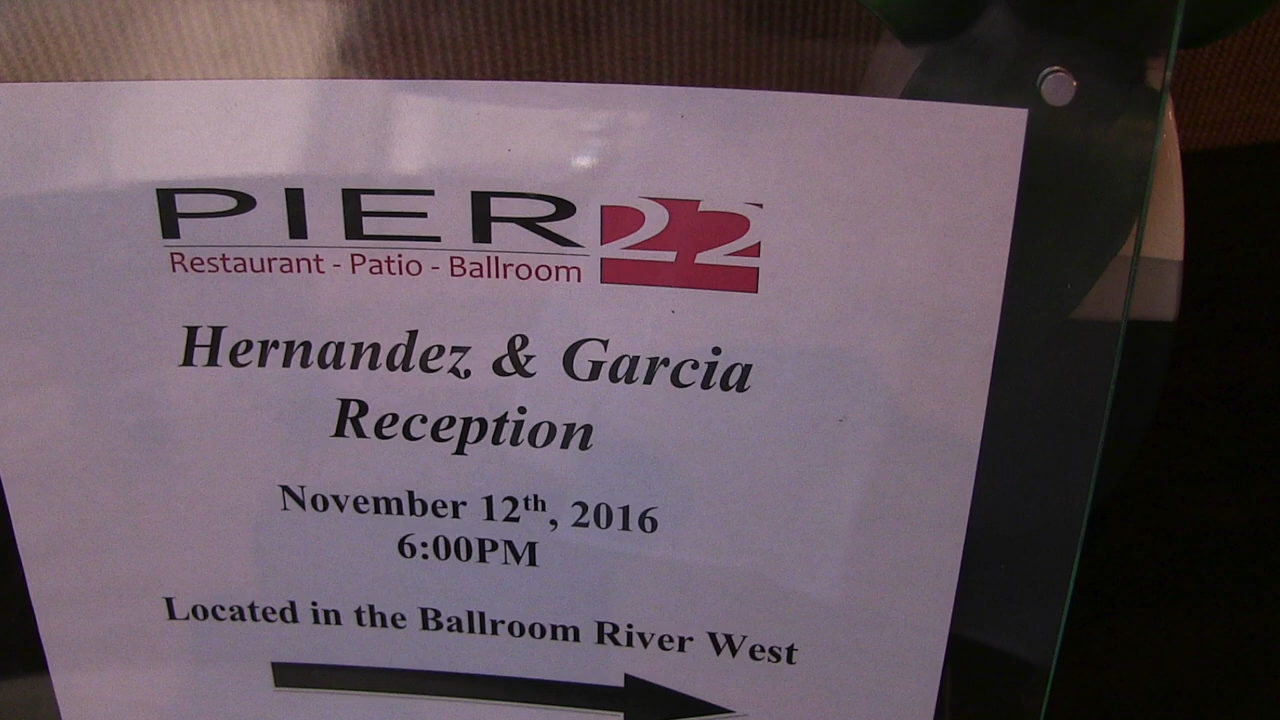 PIER 22
Restaurant - Patio - Ballroom
Hernandez & Garcia
Reception
November 12th, 2016
6:00PM
Located in the Ballroom River West